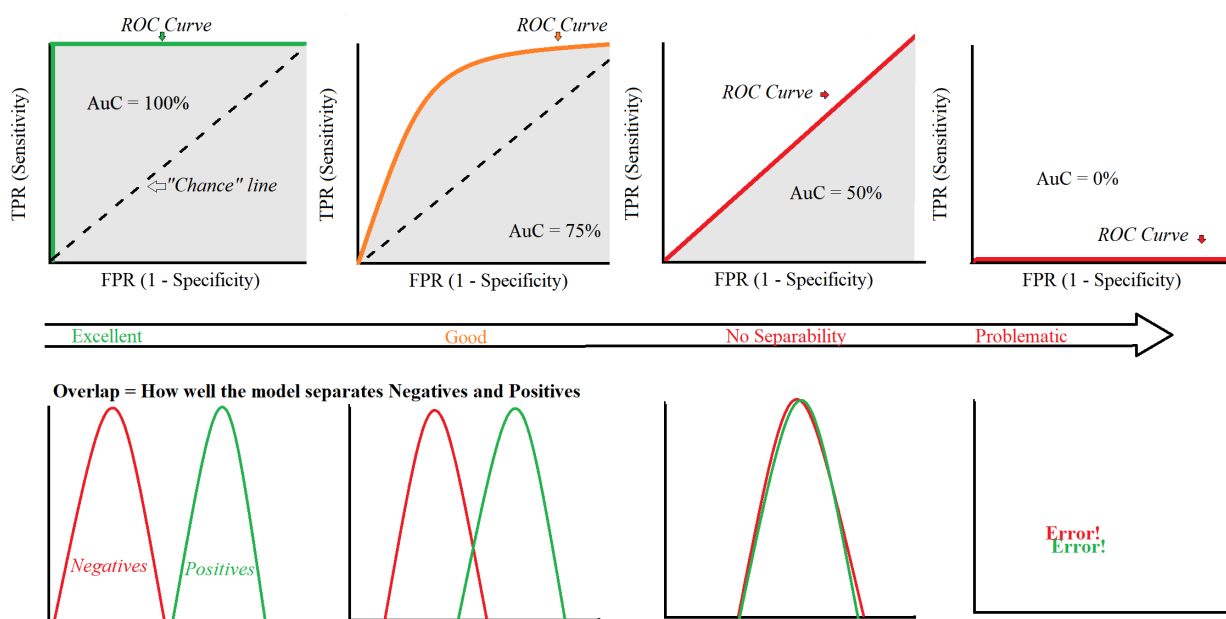 ROC Curve
TPR (Sensitivity)
AuC = 100%
"Chance" line
FPR (1 - Specificity)
ROC Curve
TPR (Sensitivity)
AuC = 75%
FPR (1 - Specificity)
TPR (Sensitivity)
ROC Curve
AuC = 50%
FPR (1 - Specificity)
TPR (Sensitivity)
AuC = 0%
ROC Curve
FPR (1 - Specificity)
Excellent
Good
No Separability
Problematic
Overlap = How well the model separates Negatives and Positives
Negatives
Positives
Error!
Error!